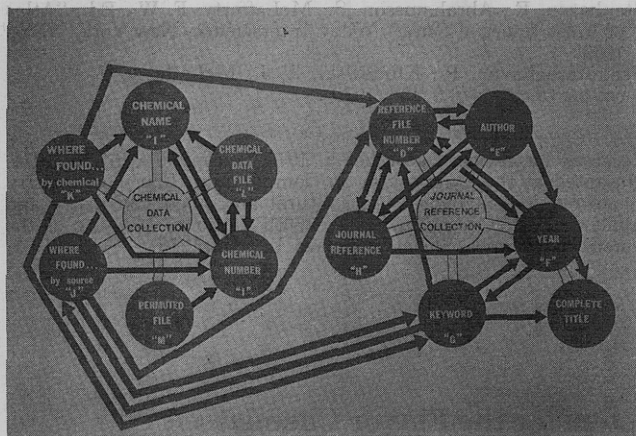 CHEMICAL
NAME
"I"
WHERE
FOUND...
by chemical
"K"
CHEMICAL
DATA
FILE
"L"
CHEMICAL
DATA
COLLECTION
WHERE
FOUND...
by source
"J"
CHEMICAL
NUMBER
"I"
PERMUTED
FILE
"M"
REFERENCE
FILE
NUMBER
"D"
AUTHOR
"E"
JOURNAL
REFERENCE
COLLECTION
JOURNAL
REFERENCE
"H"
YEAR
"F"
KEYWORD
"G"
COMPLETE
TITLE